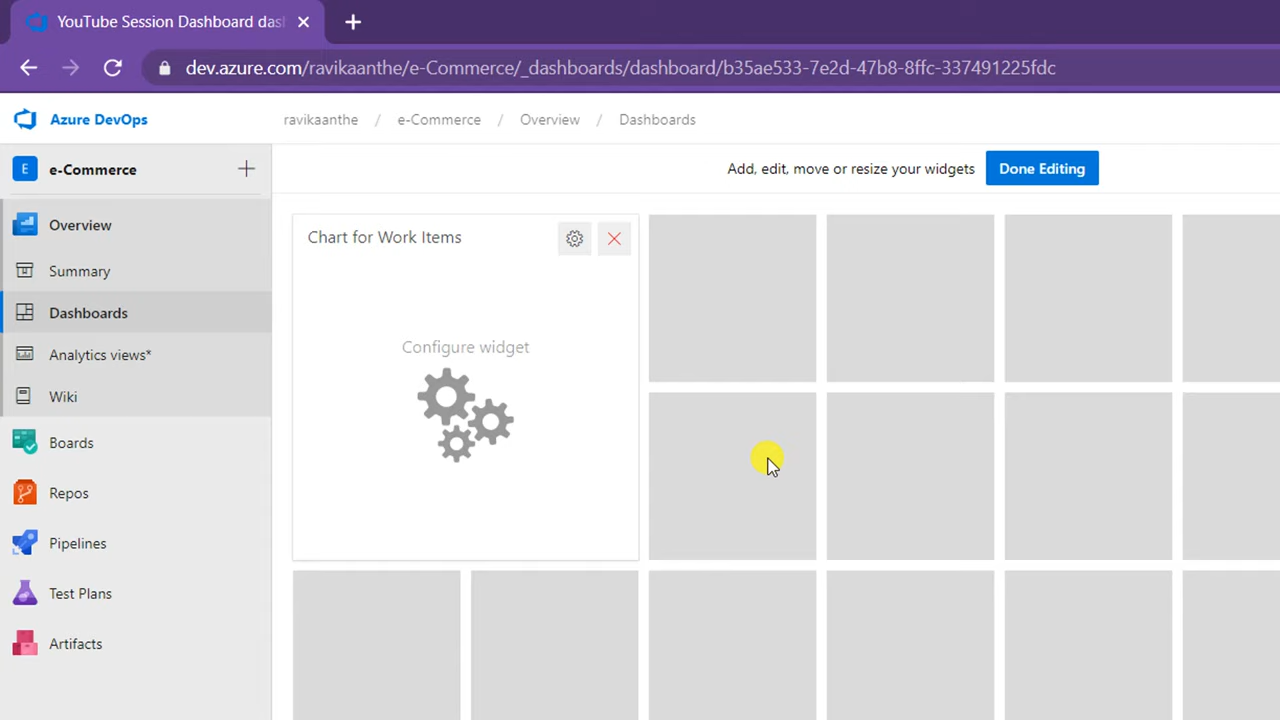 YouTube Session Dashboard das
dev.azure.com/ravikaanthe/e-Commerce/_dashboards/dashboard/b35ae533-7e2d-47b8-8ffc-337491225fdc
Azure DevOps
ravikaanthe / e-Commerce / Overview / Dashboards
E e-Commerce
Add, edit, move or resize your widgets
Done Editing
Overview
Summary
Dashboards
Analytics views*
Wiki
Boards
Repos
Pipelines
Test Plans
Artifacts
Chart for Work Items
Configure widget